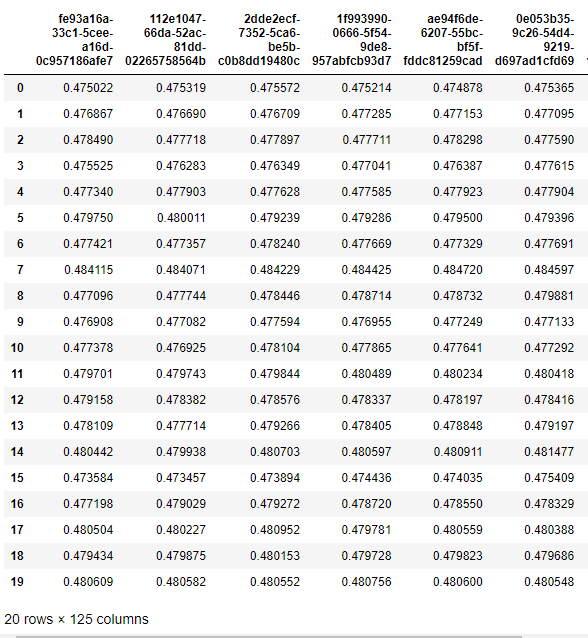 fe93a16a- 112e1047- 2dde2ecf- 1f993990- ae94f6de- 0e053b35-
33c1-5cee- 66da-52ac- 7352-5ca6- 0666-5f54- 6207-55bc- 9c26-54d4-
a16d- 81dd- be5b- 9de8- bf5f- 9219-
0c957186afe7 02265758564b c0b8dd19480c 957abfcb93d7 fddc81259cad d697ad1cfd69
0 0.475022 0.475319 0.475572 0.475214 0.474878 0.475365
1 0.476867 0.476690 0.476709 0.477285 0.477153 0.477095
2 0.478490 0.477718 0.477897 0.477711 0.478298 0.477590
3 0.475525 0.476283 0.476349 0.477041 0.476387 0.477615
4 0.477340 0.477903 0.477628 0.477585 0.477923 0.477904
5 0.479750 0.480011 0.479239 0.479286 0.479500 0.479396
6 0.477421 0.477357 0.478240 0.477669 0.477329 0.477691
7 0.484115 0.484071 0.484229 0.484425 0.484720 0.484597
8 0.477096 0.477744 0.478446 0.478714 0.478732 0.479881
9 0.476908 0.477082 0.477594 0.476955 0.477249 0.477133
10 0.477378 0.476925 0.478104 0.477865 0.477641 0.477292
11 0.479701 0.479743 0.479844 0.480489 0.480234 0.480418
12 0.479158 0.478382 0.478576 0.478337 0.478197 0.478416
13 0.478109 0.477714 0.479266 0.478405 0.478848 0.479197
14 0.480442 0.479938 0.480703 0.480597 0.480911 0.481477
15 0.473584 0.473457 0.473894 0.474436 0.474035 0.475409
16 0.477198 0.479029 0.479272 0.478720 0.478550 0.478329
17 0.480504 0.480227 0.480952 0.479781 0.480559 0.480388
18 0.479434 0.479875 0.480153 0.479728 0.479823 0.479686
19 0.480609 0.480582 0.480552 0.480756 0.480600 0.480548
20 rows × 125 columns